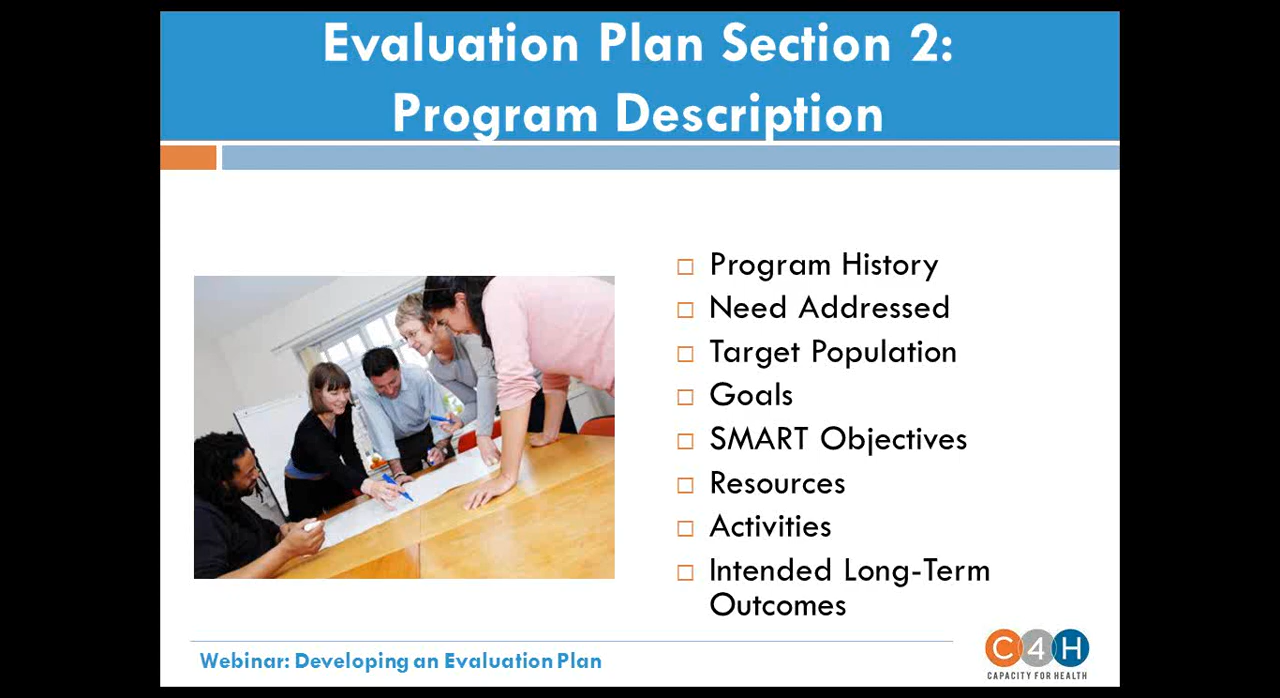 Evaluation Plan Section 2:
Program Description
Program History
Need Addressed
Target Population
Goals
SMART Objectives
Resources
Activities
Intended Long-Term
Outcomes
Webinar: Developing an Evaluation Plan
C4H
CAPACITY FOR HEALTH